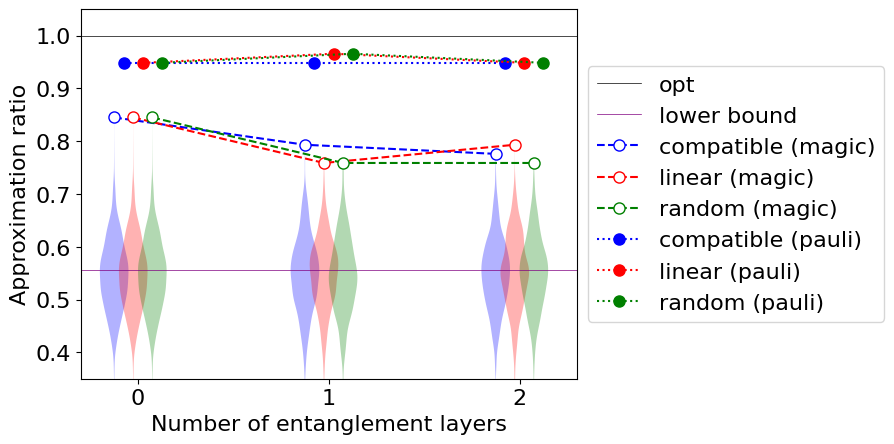 1.0
0.9
0.8
0.7
0.6
0.5
0.4
Approximation ratio
0
1
2
Number of entanglement layers
opt
lower bound
compatible (magic)
linear (magic)
random (magic)
compatible (pauli)
linear (pauli)
random (pauli)